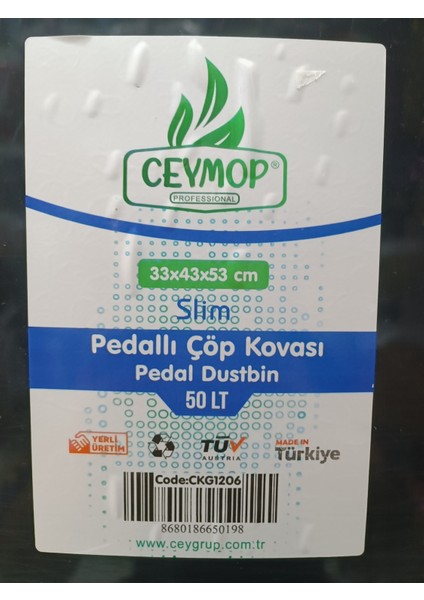 CEYMOP®
PROFESSIONAL
33x43x53 cm
Slim
Pedallı Çöp Kovası
Pedal Dustbin
50 LT
YERLİ
ÜRETİM
TÜV
AUSTRIA
MADE IN
Türkiye
Code:CKG1206
8680186650198
www.ceygrup.com.tr